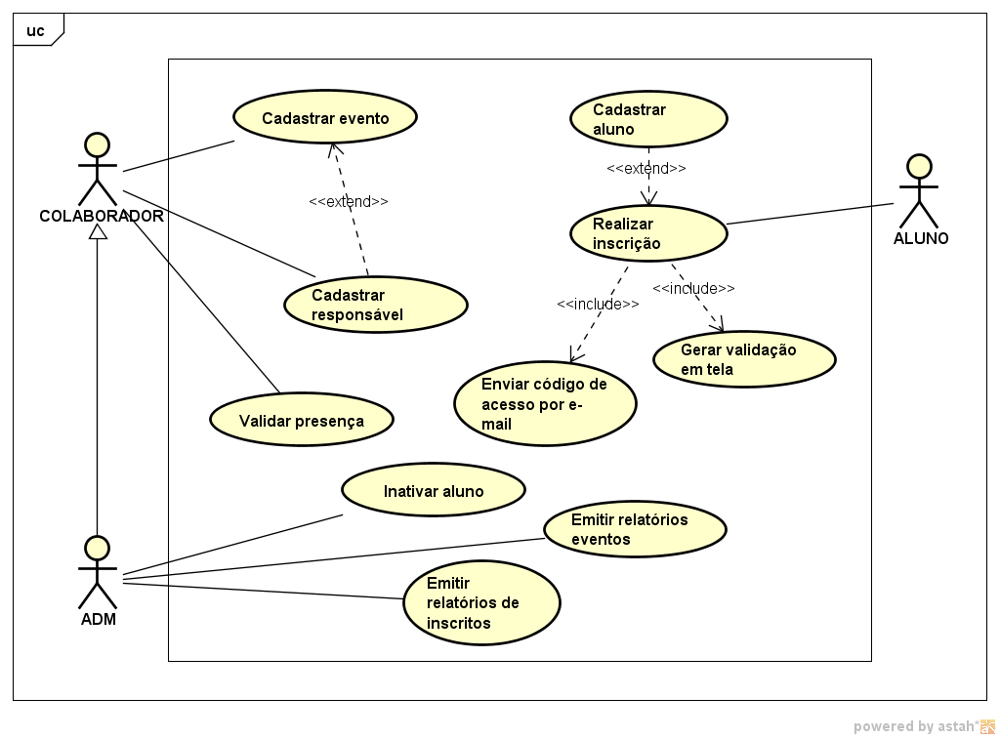 uc
Cadastrar evento
Cadastrar
aluno
<<extend>>
<<extend>>
COLABORADOR
Realizar
inscrição
ALUNO
<<include>>
<<include>>
Cadastrar
responsável
Gerar validação
em tela
Enviar código de
acesso por e-
mail
Validar presença
Inativar aluno
Emitir relatórios
eventos
Emitir
relatórios de
inscritos
ADM
powered by astah*